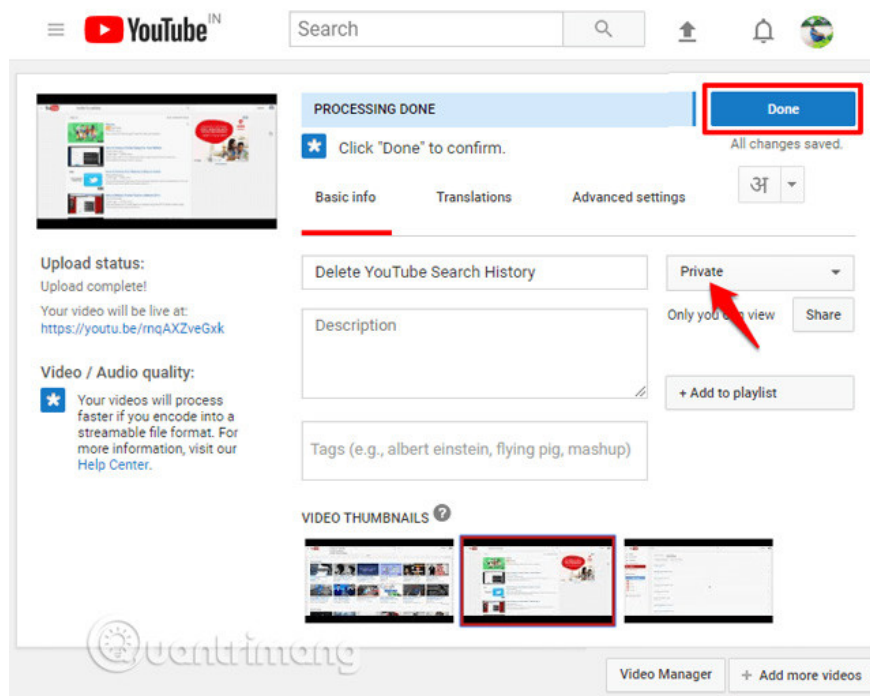 YouTube IN
Search
PROCESSING DONE
Done
Click "Done" to confirm.
All changes saved.
Basic info
Translations
Advanced settings
अ
Upload status:
Upload complete!
Your video will be live at:
https://youtu.be/rnqAXZveGxk
Video / Audio quality:
Your videos will process
faster if you encode into a
streamable file format. For
more information, visit our
Help Center.
Delete YouTube Search History
Private
Description
Only you view
Share
+ Add to playlist
Tags (e.g., albert einstein, flying pig, mashup)
VIDEO THUMBNAILS ?
Quantrimang
Video Manager
+ Add more videos